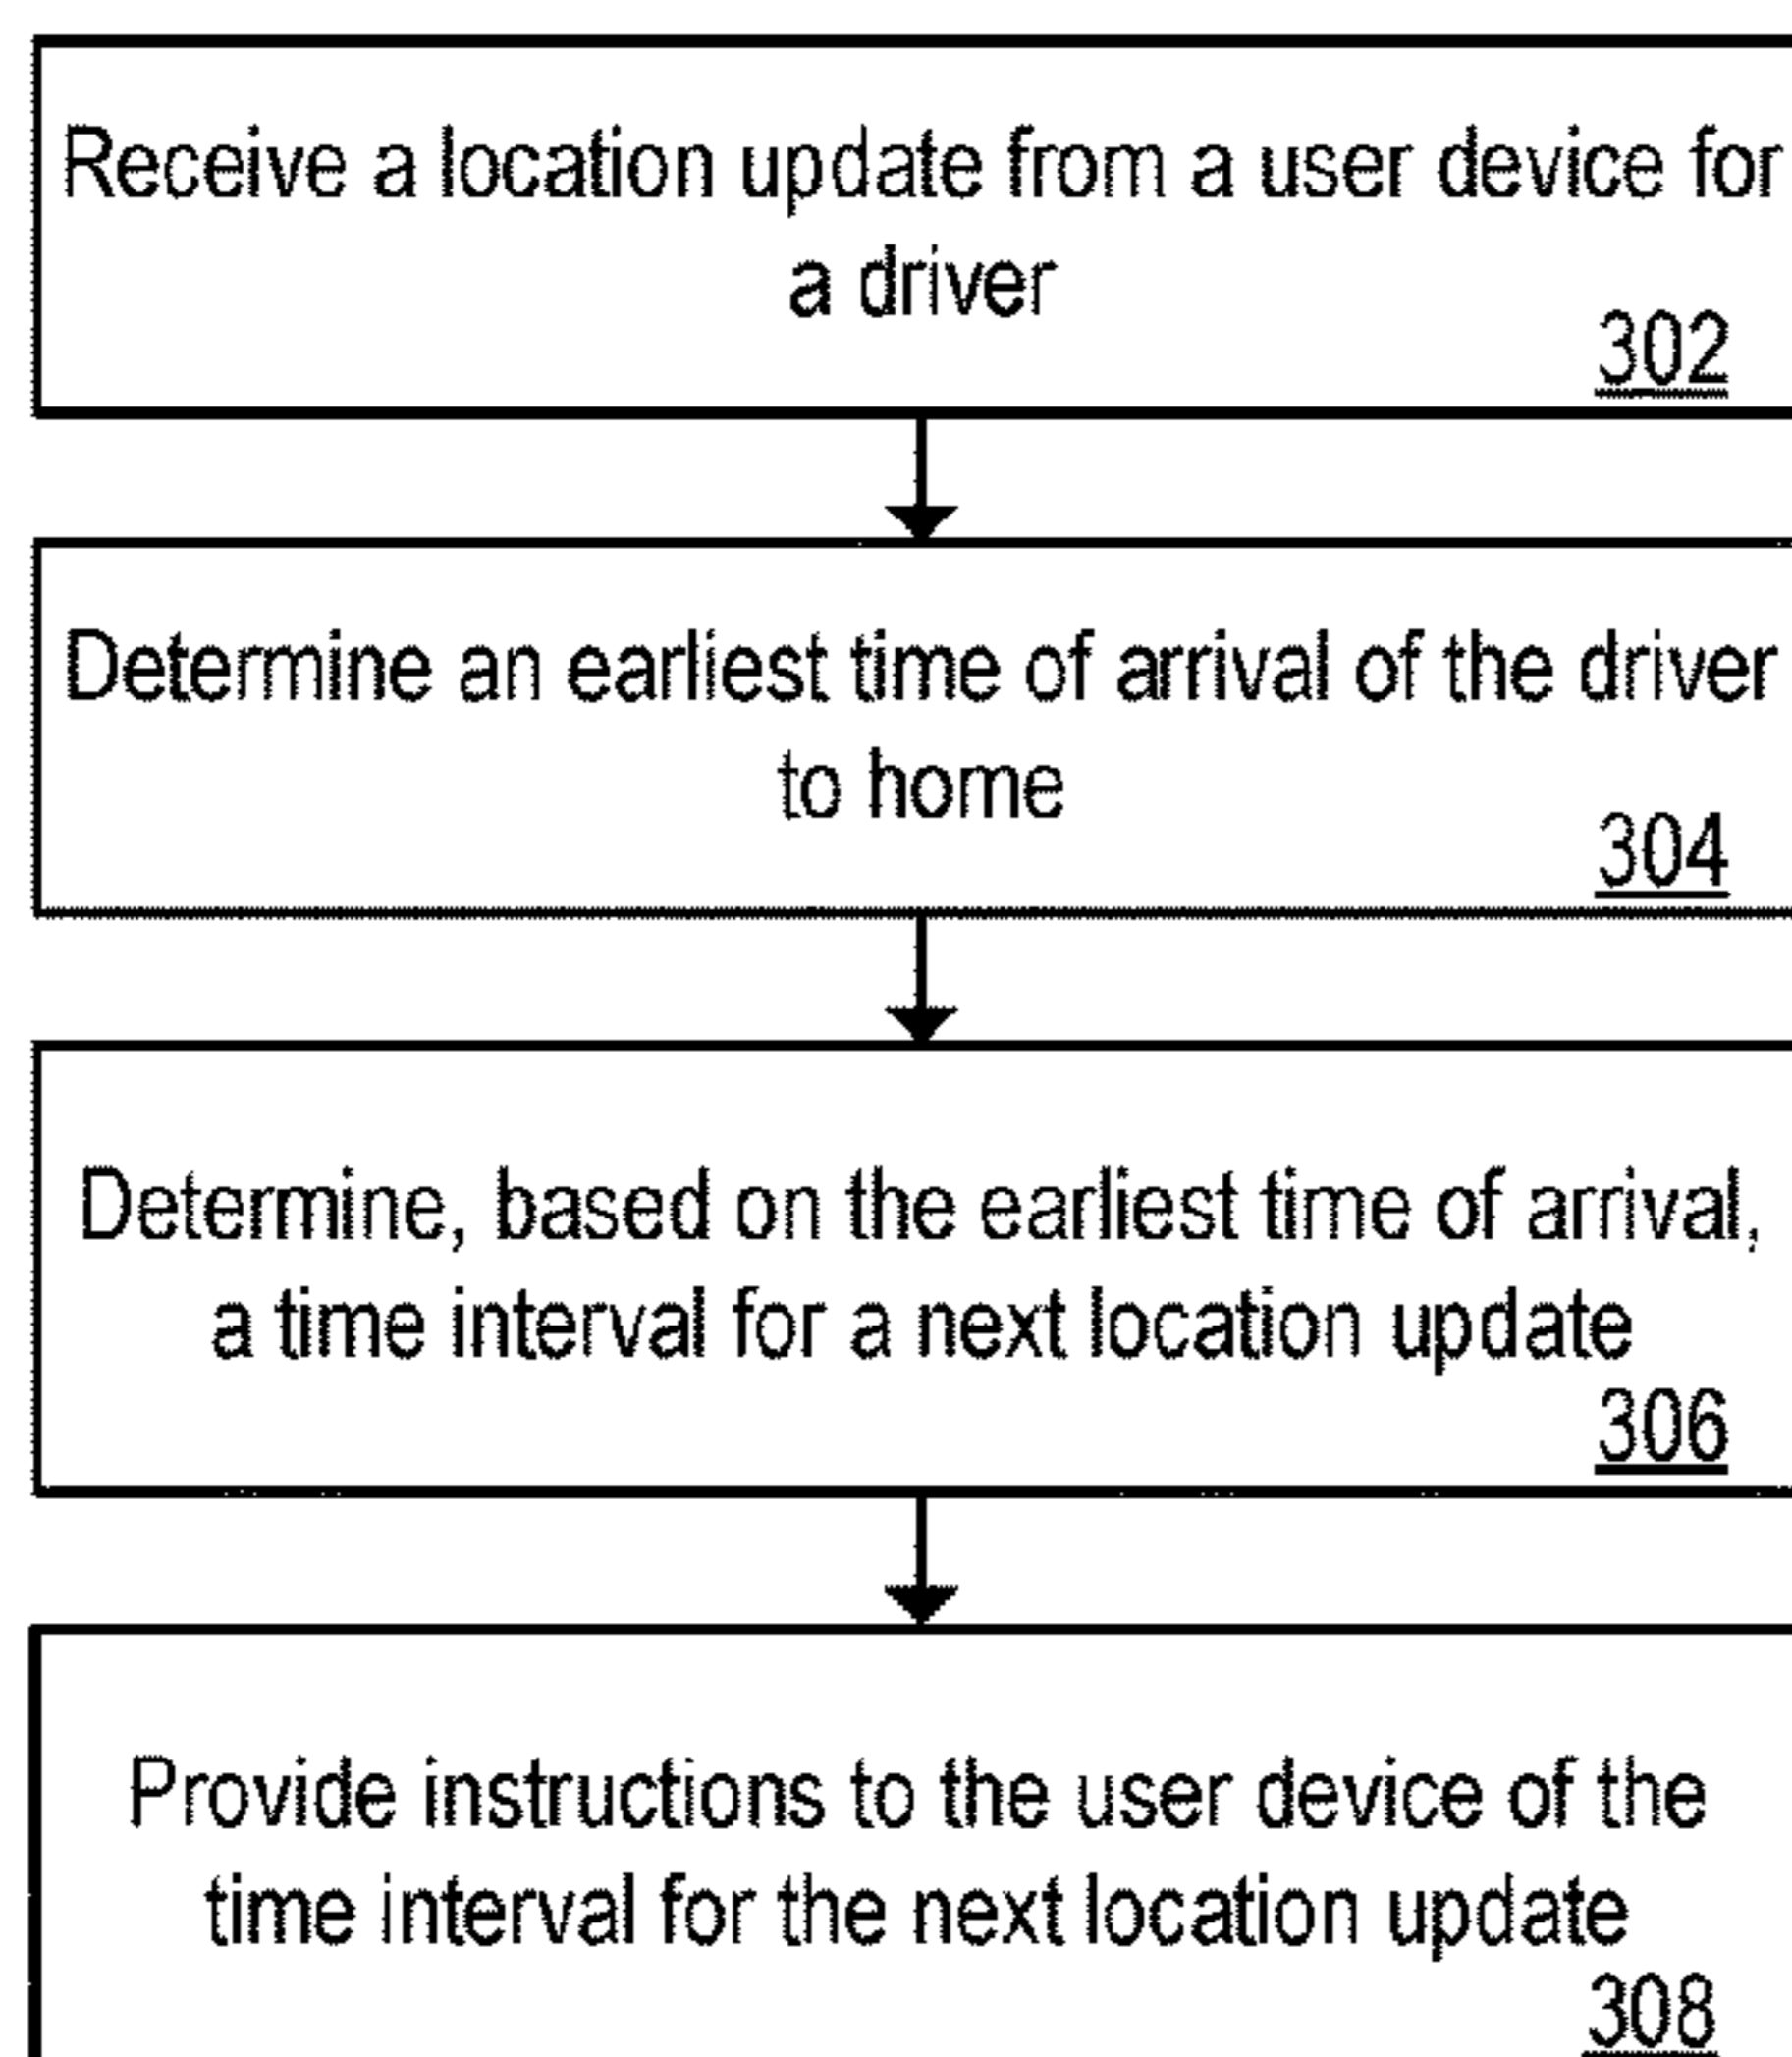 Receive a location update from a user device for
a driver
302
Determine an earliest time of arrival of the driver
to home
304
Determine, based on the earliest time of arrival,
a time interval for a next location update
306
Provide instructions to the user device of the
time interval for the next location update
308